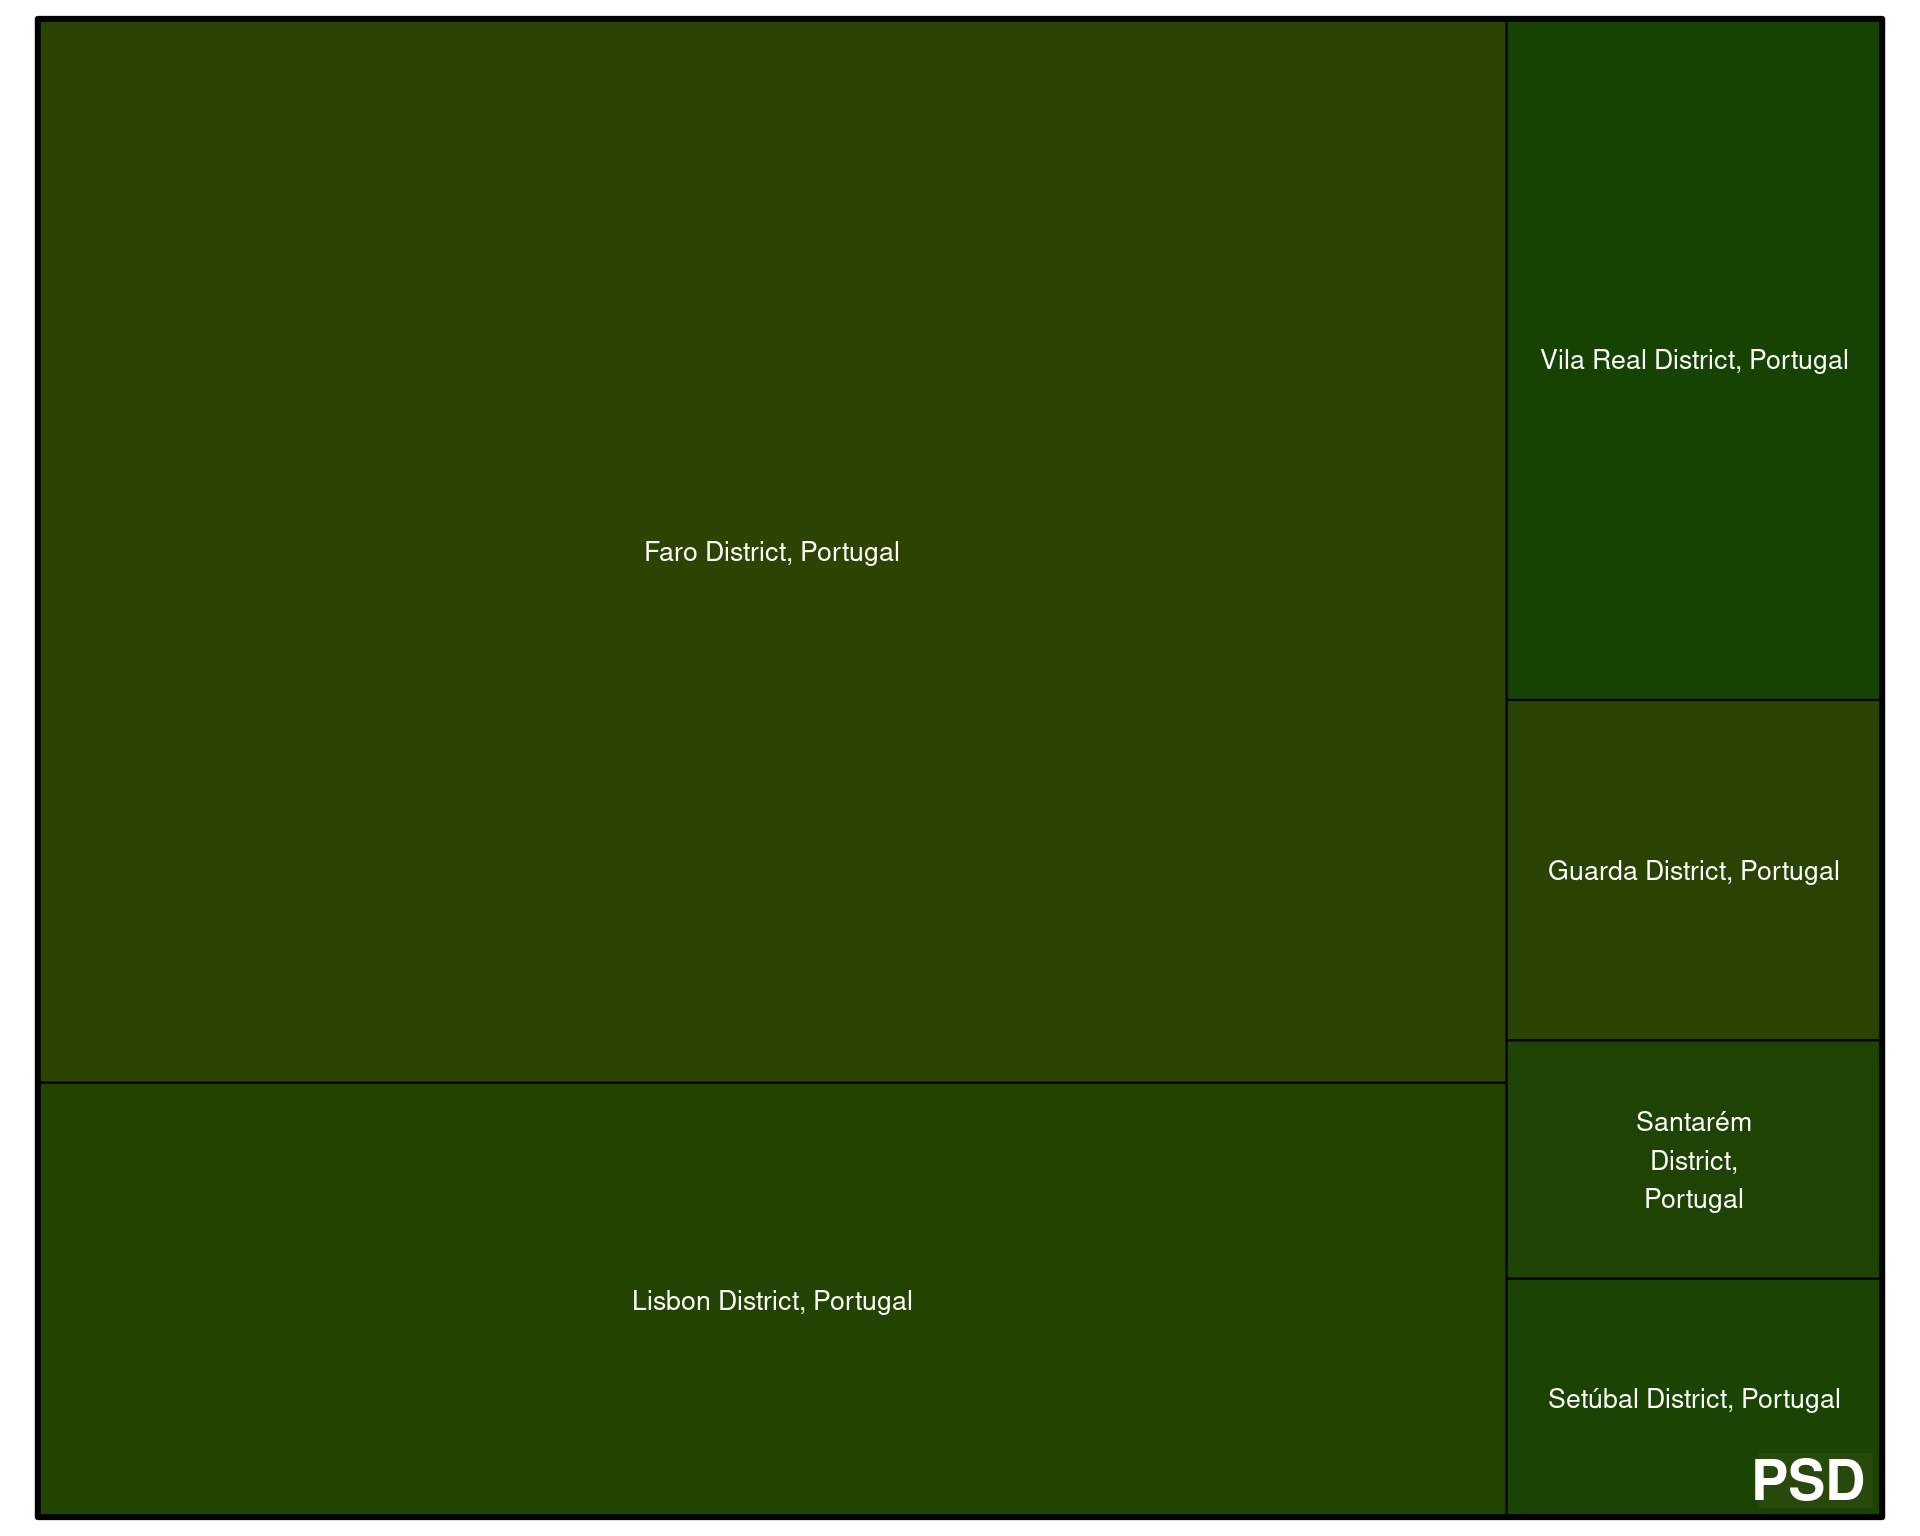 Faro District, Portugal
Lisbon District, Portugal
Vila Real District, Portugal
Guarda District, Portugal
Santarém
District,
Portugal
Setúbal District, Portugal
PSD